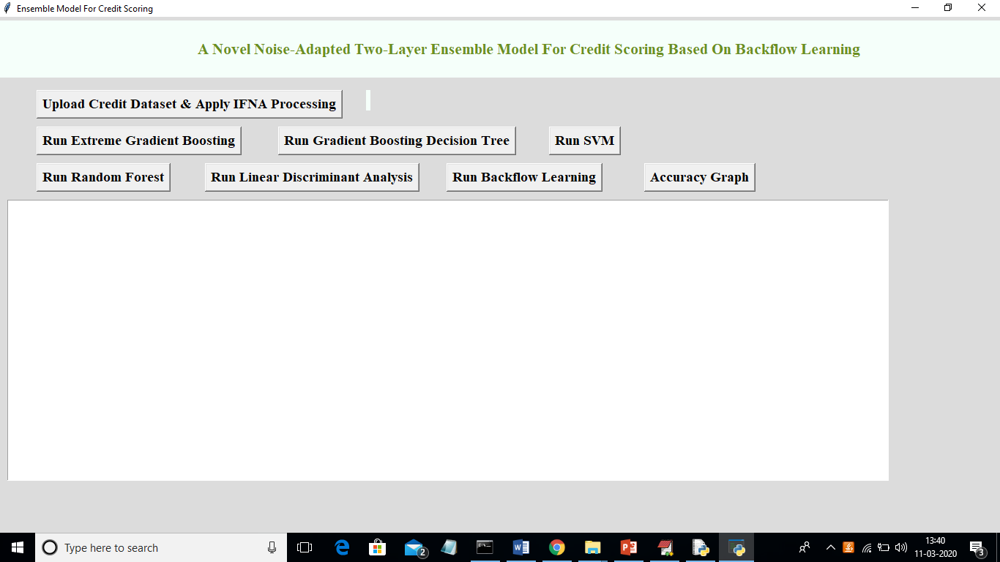 Ensemble Model For Credit Scoring
A Novel Noise-Adapted Two-Layer Ensemble Model For Credit Scoring Based On Backflow Learning
Upload Credit Dataset & Apply IFNA Processing
Run Extreme Gradient Boosting Run Gradient Boosting Decision Tree Run SVM
Run Random Forest Run Linear Discriminant Analysis Run Backflow Learning Accuracy Graph
Type here to search 2 13:40
11-03-2020 3